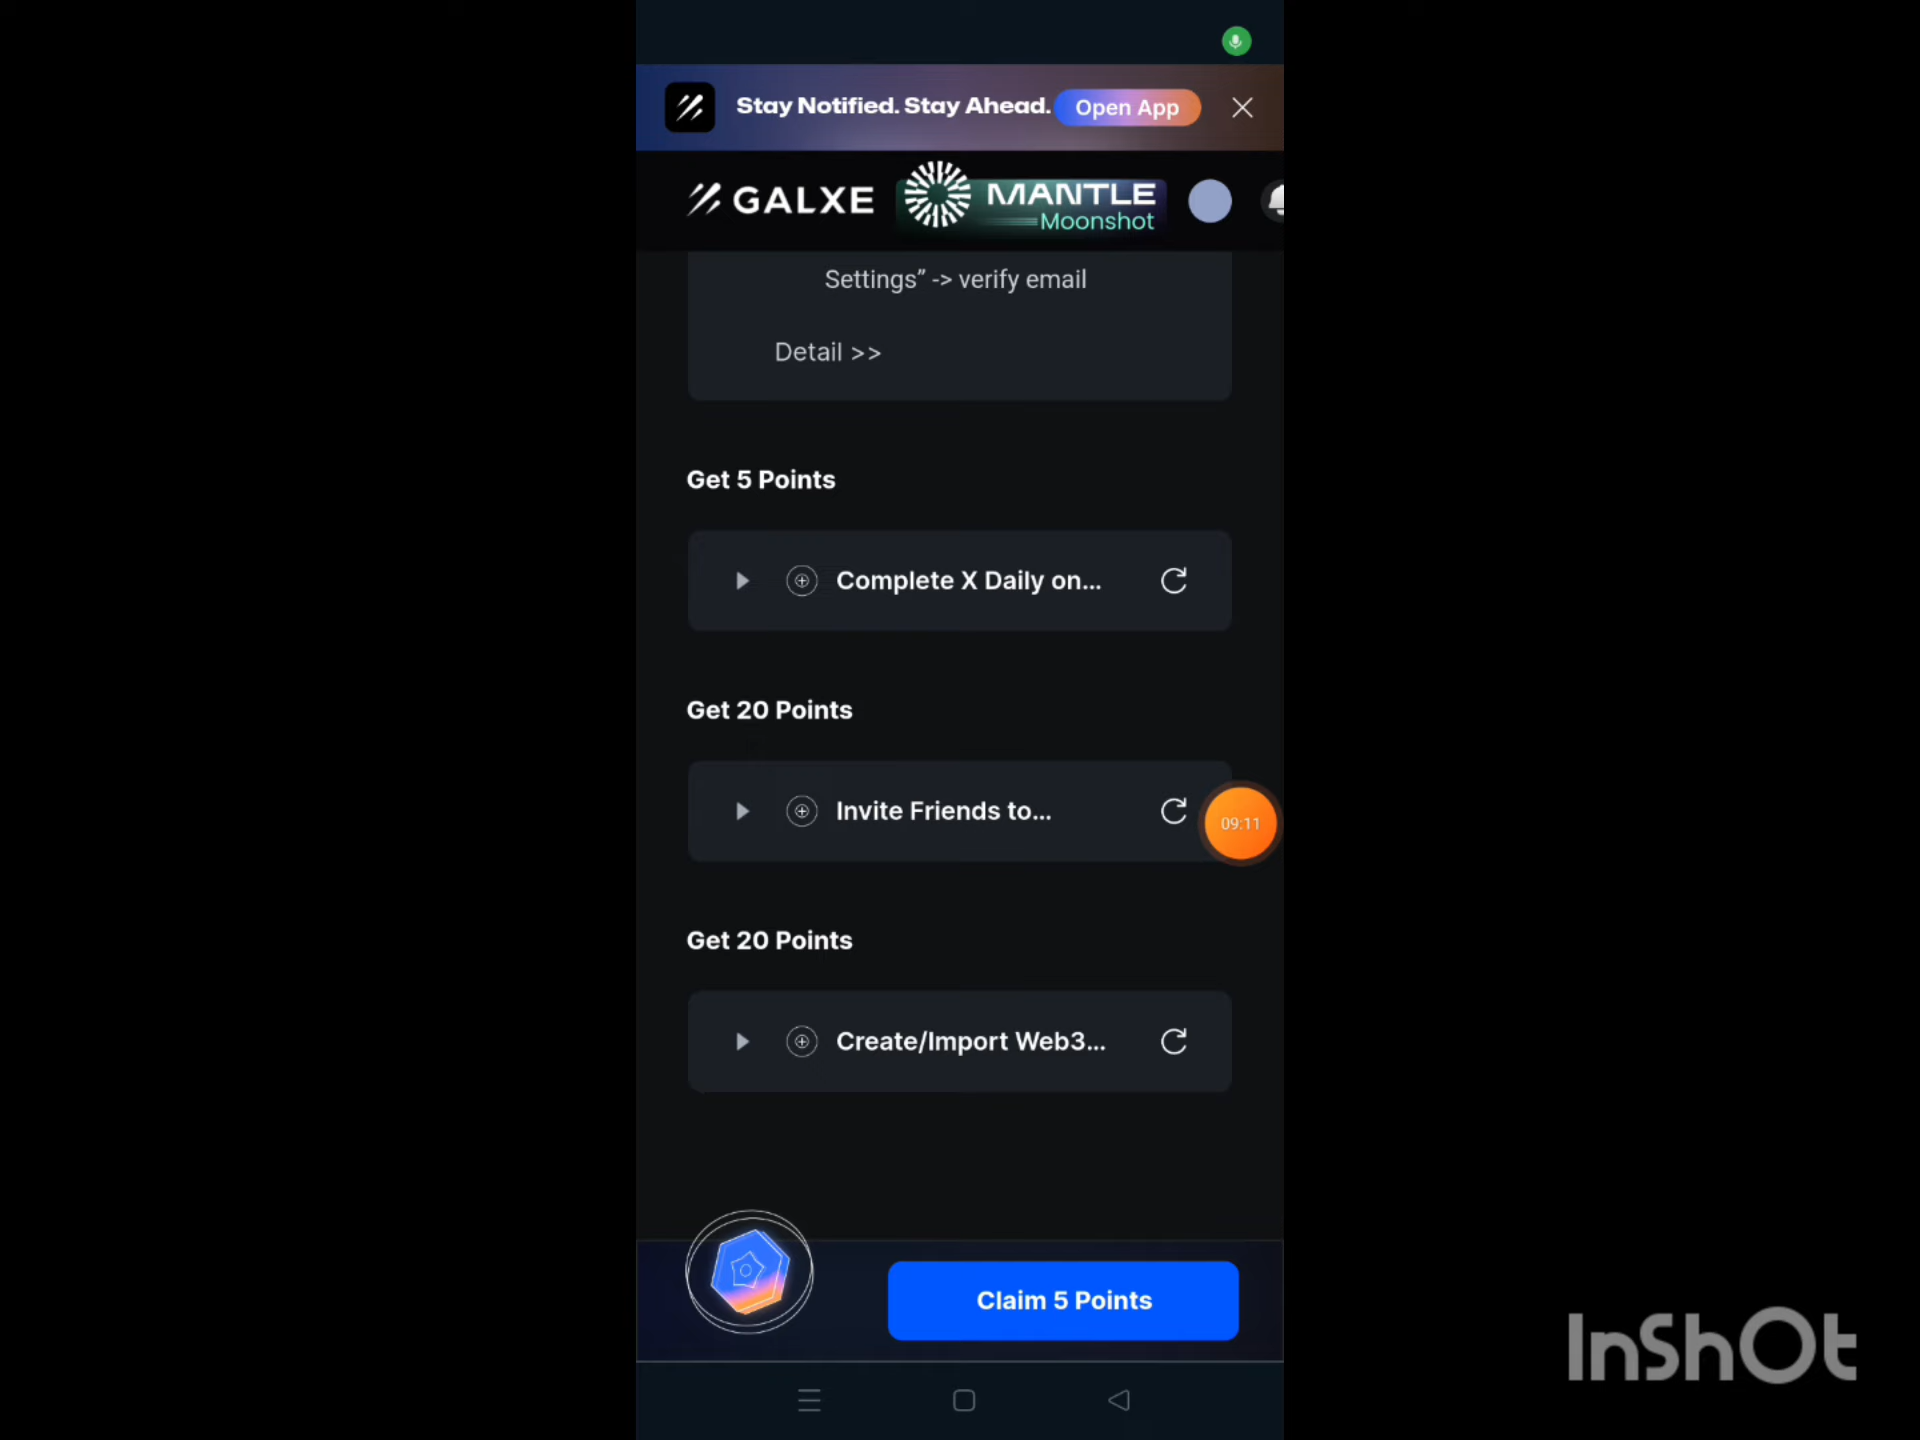 Stay Notified. Stay Ahead. Open App
GALXE MANTLE
Moonshot
Settings” -> verify email
Detail >>
Get 5 Points
Complete X Daily on...
Get 20 Points
Invite Friends to...
09:11
Get 20 Points
Create/Import Web3...
Claim 5 Points
InShOt